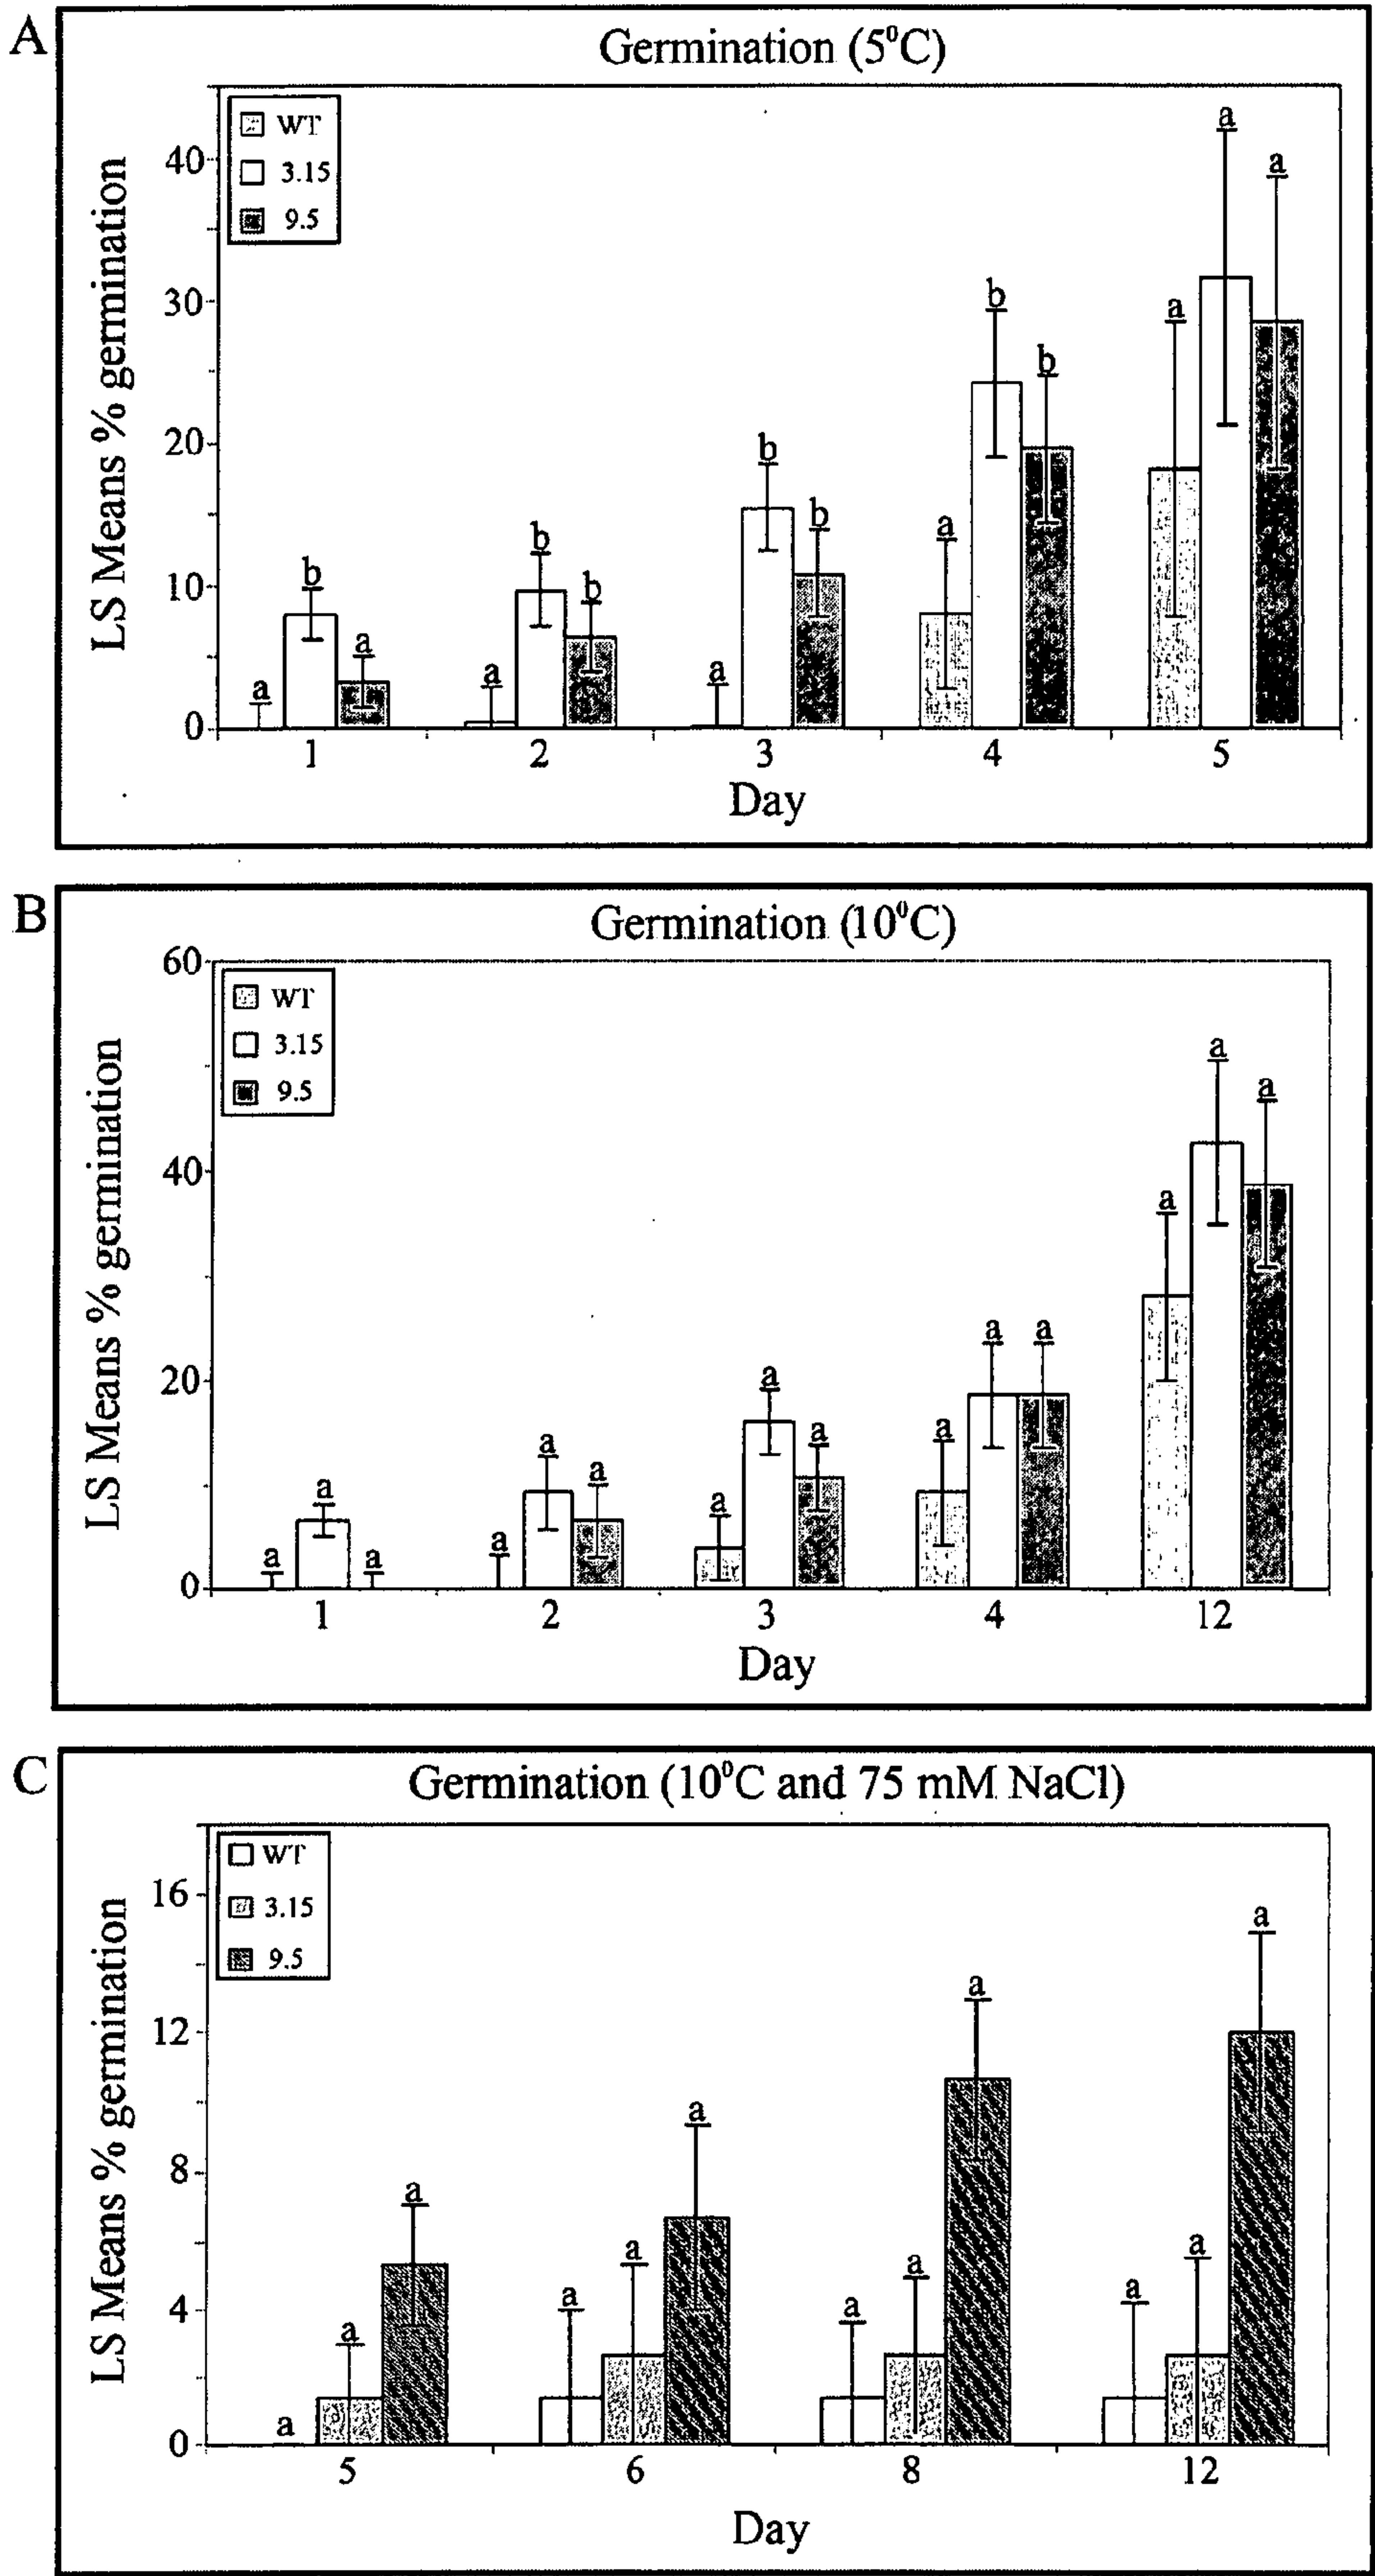 A
Germination (5⁰C)
WT
3.15
9.5
LS Means % germination
40
30
20
10
0
a b a
a b b
a b b
a b b
a a a
1 2 3 4 5
Day
B
Germination (10⁰C)
WT
3.15
9.5
LS Means % germination
60
40
20
0
a a a
a a a
a a a
a a a
a a a
1 2 3 4 12
Day
C
Germination (10⁰C and 75 mM NaCl)
WT
3.15
9.5
LS Means % germination
16
12
8
4
0
a a a
a a a
a a a
a a a
5 6 8 12
Day